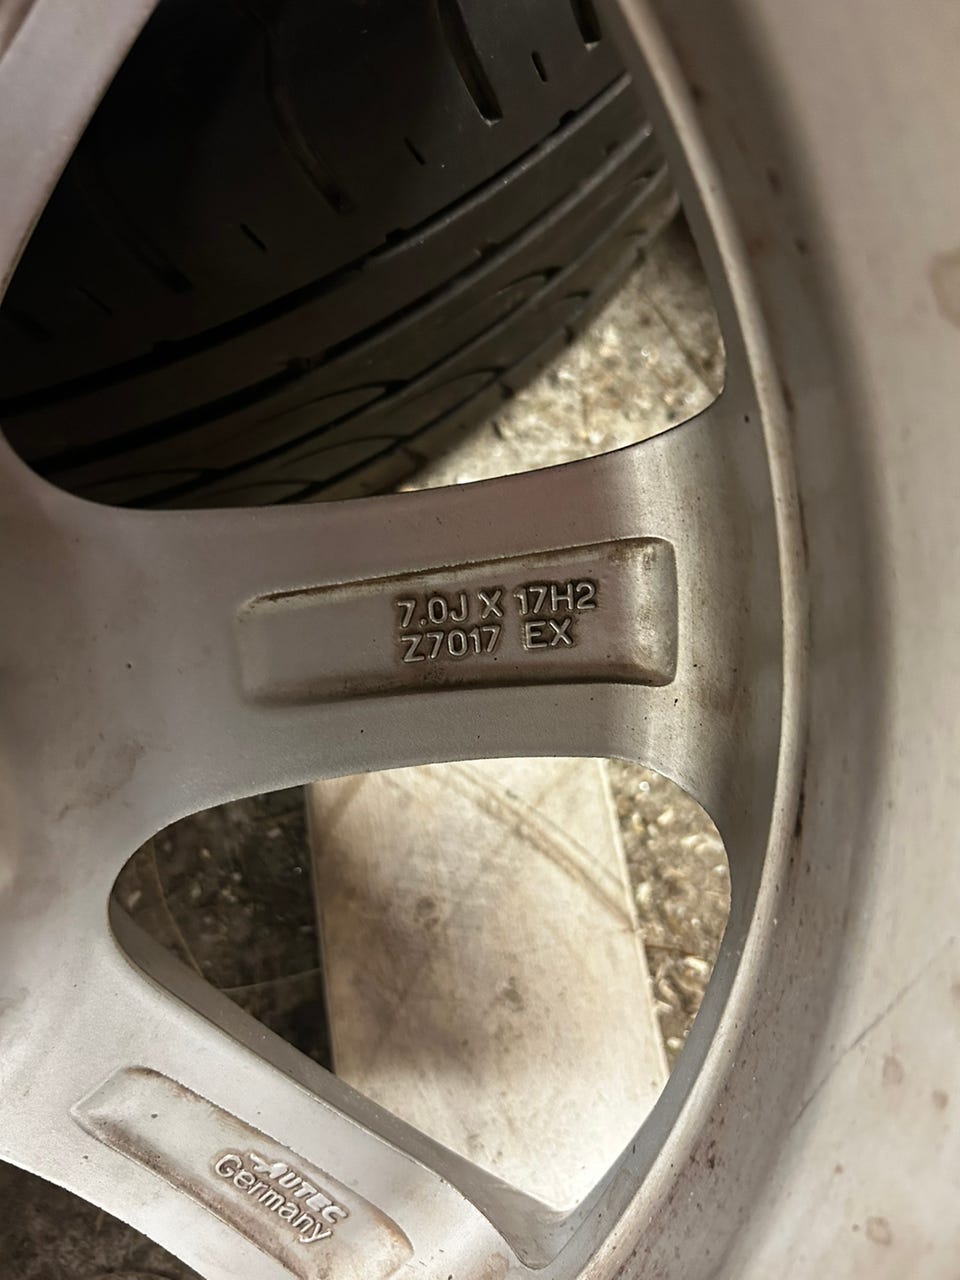 7.0J X 17H2
Z7017 EX
AUTEC
Germany